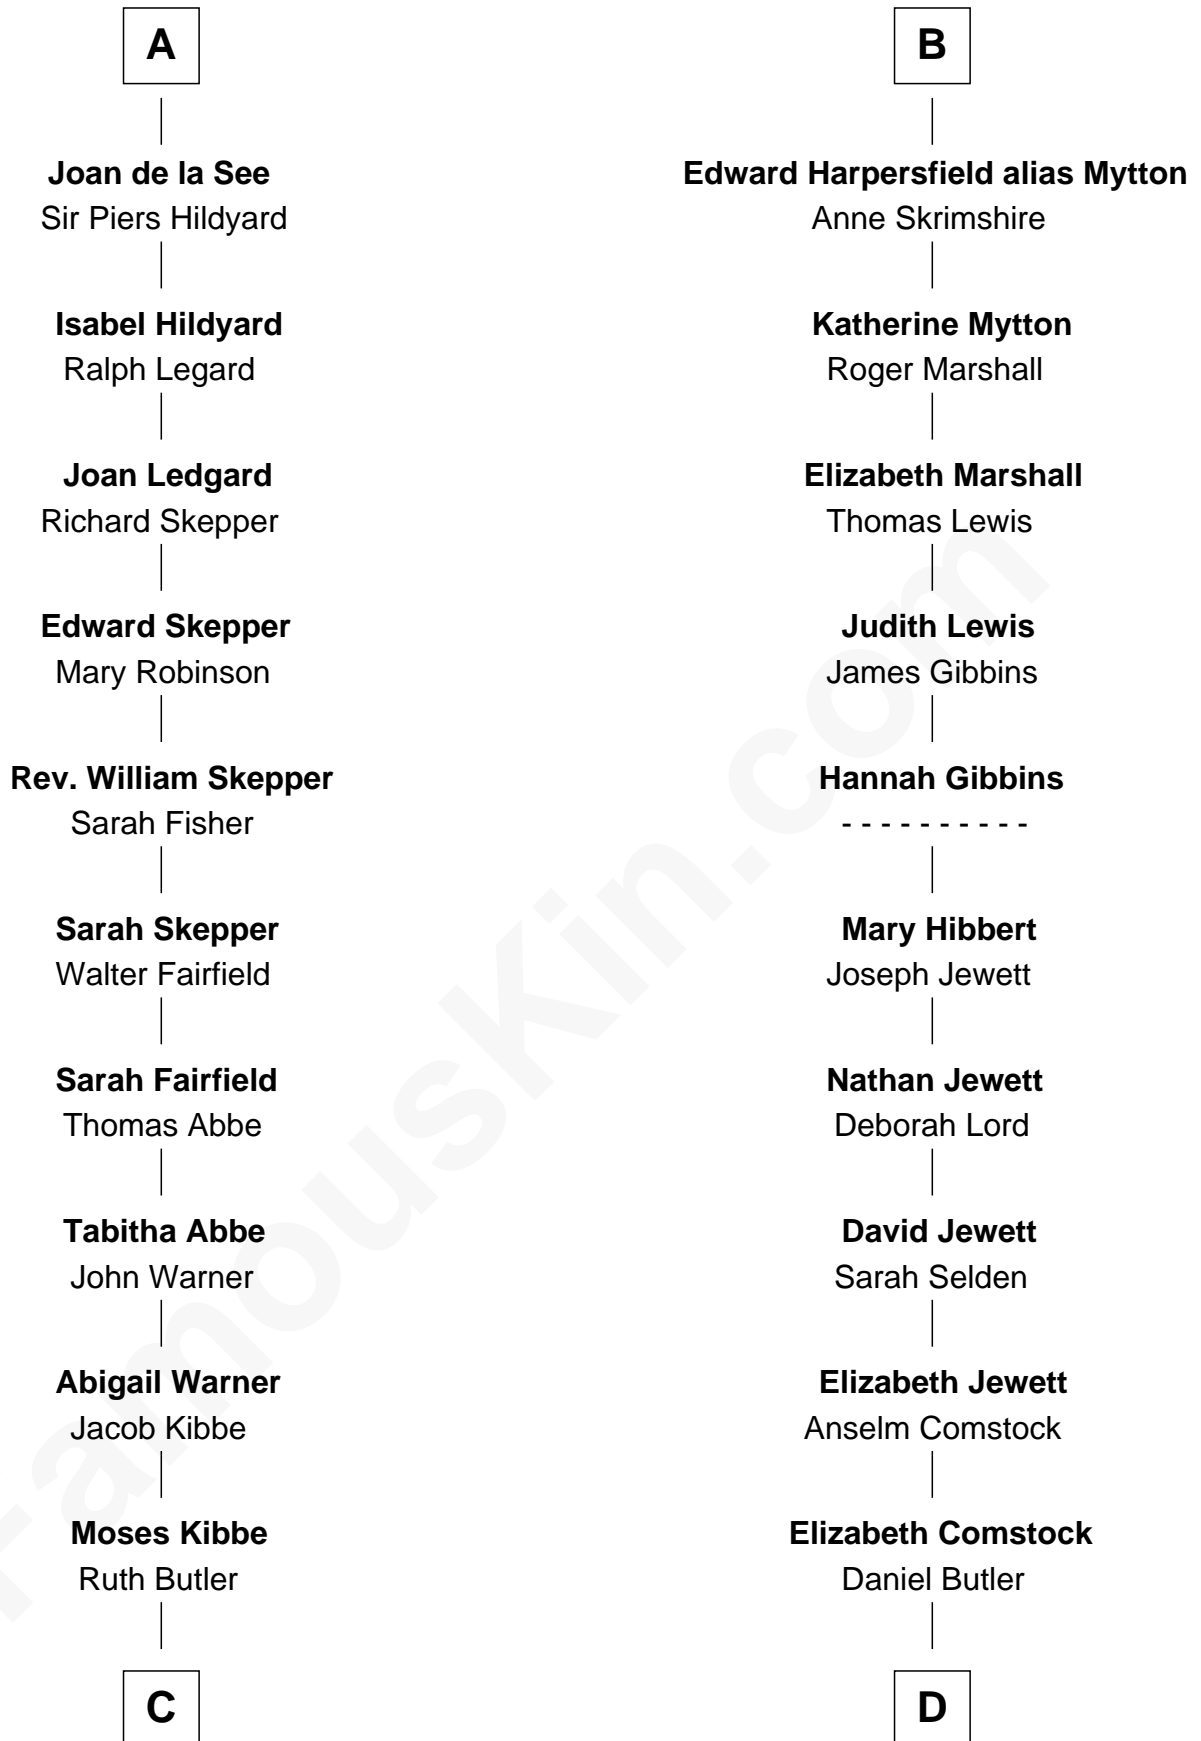 A
Joan de la See
Sir Piers Hildyard
Isabel Hildyard
Ralph Legard
Joan Ledgard
Richard Skepper
Edward Skepper
Mary Robinson
Rev. William Skepper
Sarah Fisher
Sarah Skepper
Walter Fairfield
Sarah Fairfield
Thomas Abbe
Tabitha Abbe
John Warner
Abigail Warner
Jacob Kibbe
Moses Kibbe
Ruth Butler
C
B
Edward Harpersfield alias Mytton
Anne Skrimshire
Katherine Mytton
Roger Marshall
Elizabeth Marshall
Thomas Lewis
Judith Lewis
James Gibbins
Hannah Gibbins
- - - - - - - - - -
Mary Hibbert
Joseph Jewett
Nathan Jewett
Deborah Lord
David Jewett
Sarah Selden
Elizabeth Jewett
Anselm Comstock
Elizabeth Comstock
Daniel Butler
D
FamousKin.com